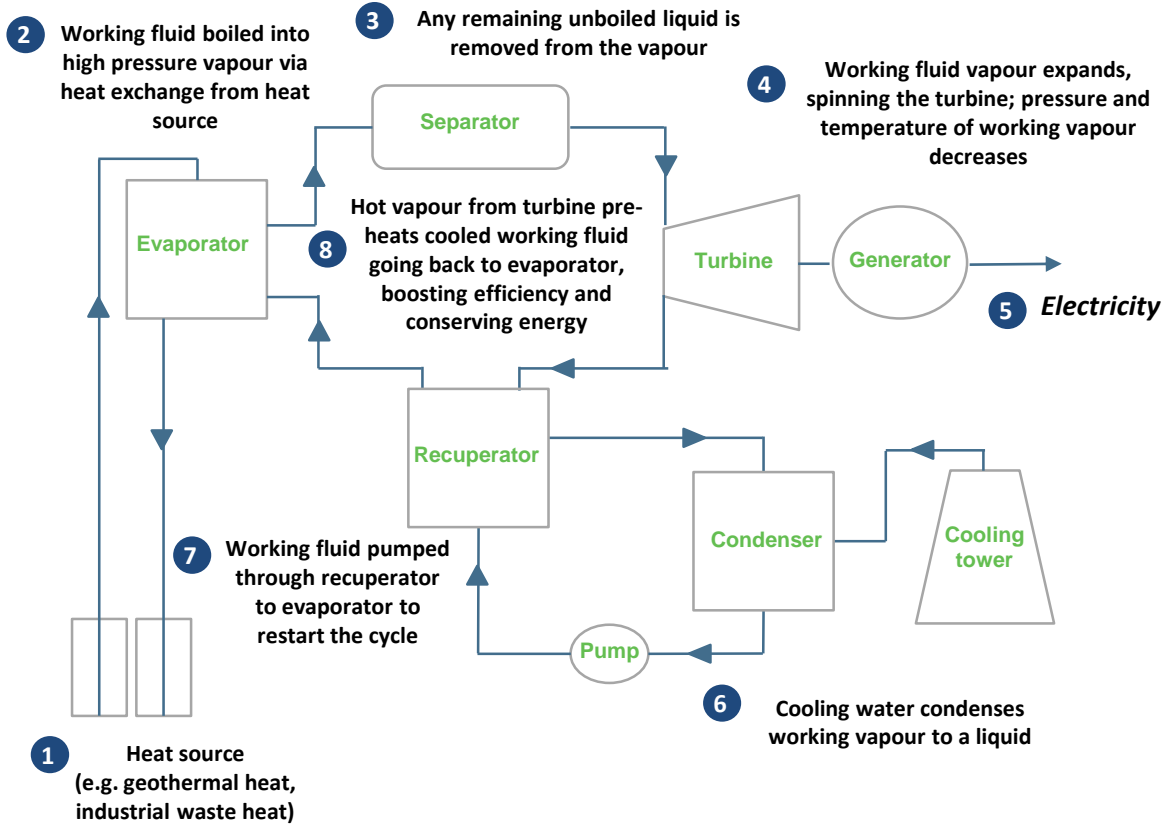 2
Working fluid boiled into
high pressure vapour via
heat exchange from heat
source
3
Any remaining unboiled liquid is
removed from the vapour
4
Working fluid vapour expands,
spinning the turbine; pressure and
temperature of working vapour
decreases
Separator
Evaporator
8
Hot vapour from turbine pre-
heats cooled working fluid
going back to evaporator,
boosting efficiency and
conserving energy
Turbine
Generator
5
Electricity
Recuperator
Condenser
Cooling
tower
7
Working fluid pumped
through recuperator
to evaporator to
restart the cycle
Pump
6
Cooling water condenses
working vapour to a liquid
1
Heat source
(e.g. geothermal heat,
industrial waste heat)